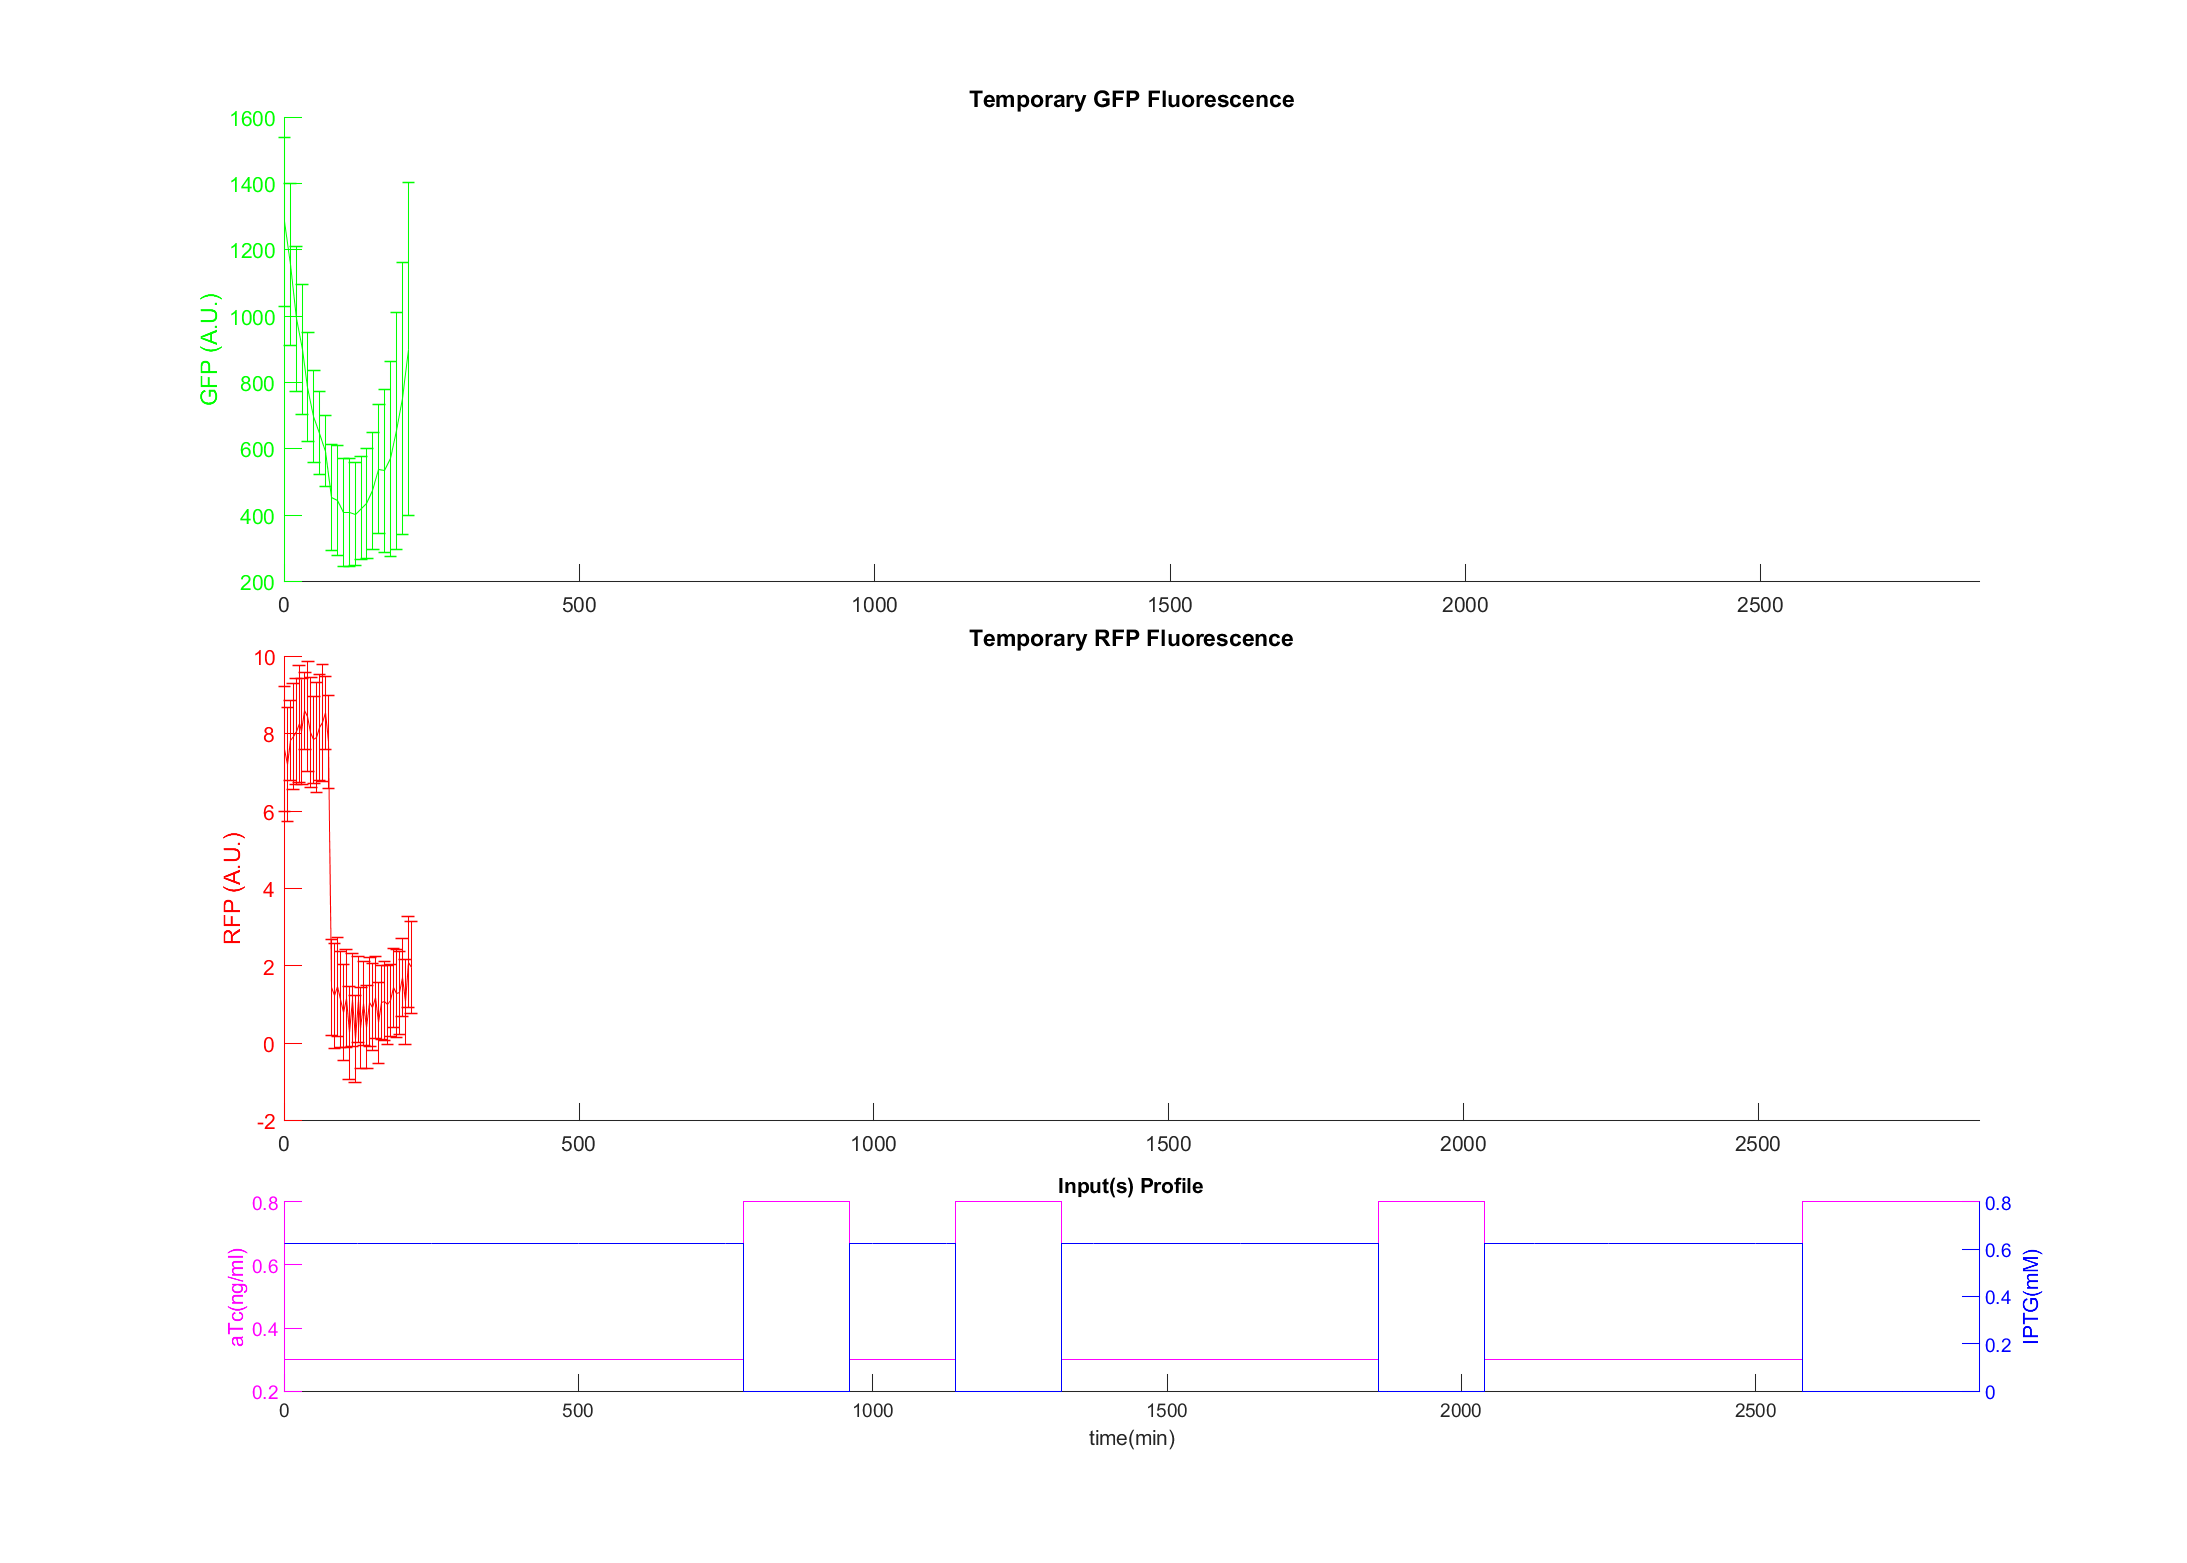 Temporary GFP Fluorescence
1600
1400
1200
1000
800
600
400
200
GFP (A.U.)
0 500 1000 1500 2000 2500
Temporary RFP Fluorescence
10
8
6
4
2
0
-2
RFP (A.U.)
0 500 1000 1500 2000 2500
Input(s) Profile
0.8
0.6
0.4
0.2
aTc(ng/ml)
0.8
0.6
0.4
0.2
0
IPTG(mM)
0 500 1000 1500 2000 2500
time(min)